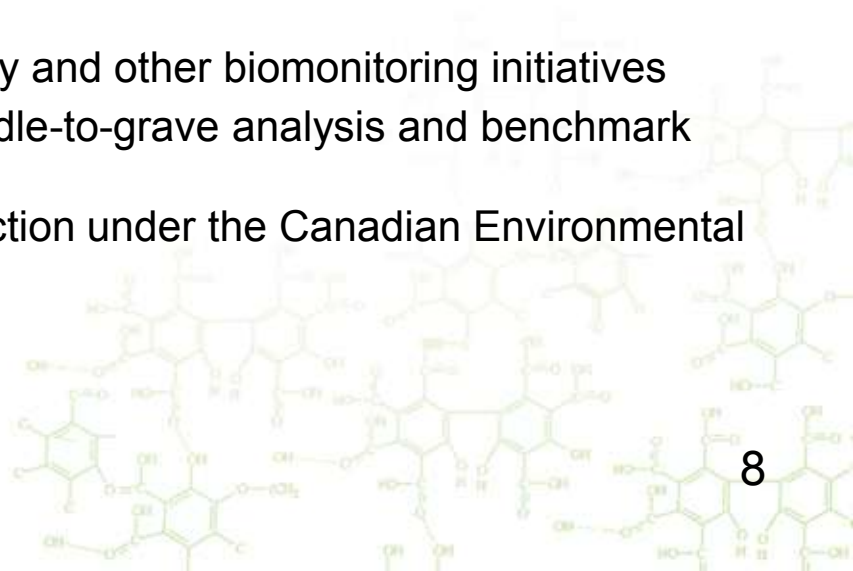 y and other biomonitoring initiatives
dle-to-grave analysis and benchmark
ction under the Canadian Environmental
8